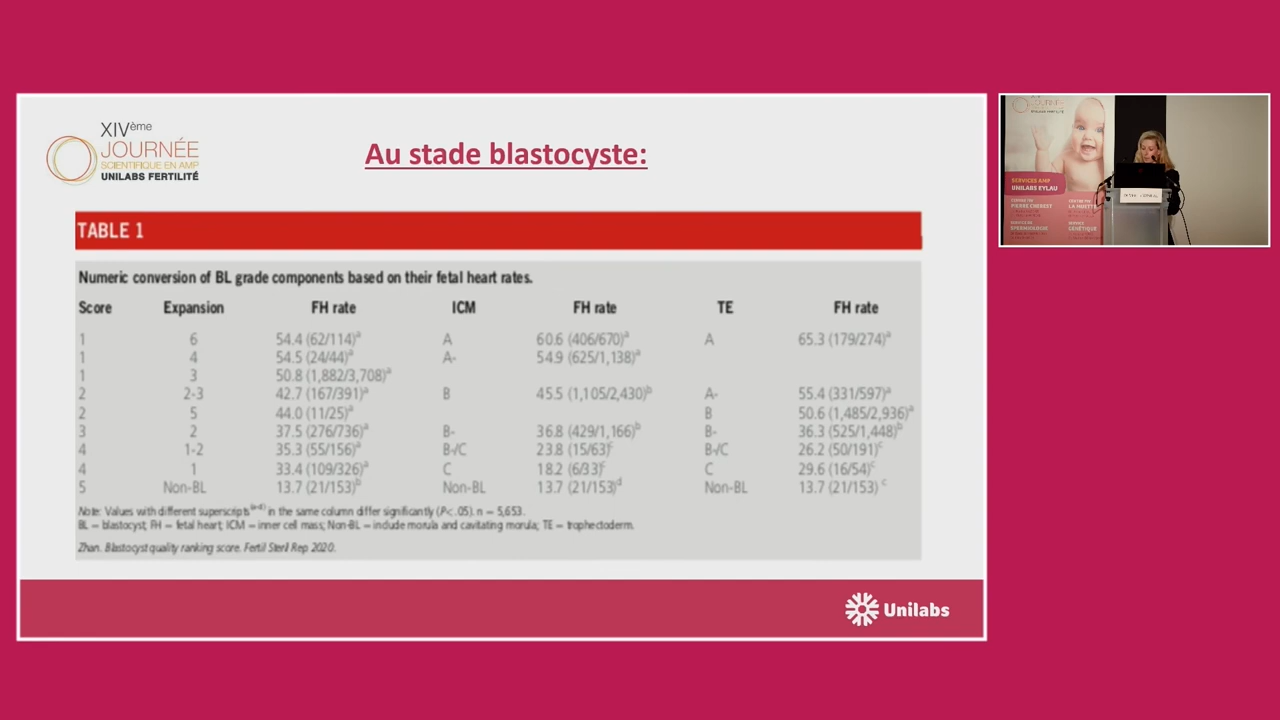 XIVème
JOURNÉE
SCIENTIFIQUE EN AMP
UNILABS FERTILITÉ
Au stade blastocyste:
TABLE 1
Numeric conversion of BL grade components based on their fetal heart rates.
Score Expansion FH rate ICM FH rate TE FH rate
1 6 54.4 (62/114)a A 60.6 (406/670)a A 65.3 (179/274)a
1 4 54.5 (24/44)a A- 54.9 (625/1,138)a
1 3 50.8 (1,882/3,708)a
2 2-3 42.7 (167/391)a B 45.5 (1,105/2,430)b A- 55.4 (331/597)a
2 5 44.0 (11/25)a B 50.6 (1,485/2,936)a
3 2 37.5 (276/736)a B- 36.8 (429/1,166)b B- 36.3 (525/1,448)b
4 1-2 35.3 (55/156)a B-/C 23.8 (15/63)c B-/C 26.2 (50/191)c
4 1 33.4 (109/326)a C 18.2 (6/33)c C 29.6 (16/54)c
5 Non-BL 13.7 (21/153)b Non-BL 13.7 (21/153)d Non-BL 13.7 (21/153) c
Note: Values with different superscripts(a-d) in the same column differ significantly (P<.05). n = 5,653.
BL = blastocyst; FH = fetal heart; ICM = inner cell mass; Non-BL = include morula and cavitating morula; TE = trophectoderm.
Zhan. Blastocyst quality ranking score. Fertil Steril Rep 2020.
Unilabs
SERVICES AMP
UNILABS EYLAU
PIERRE CHEREST
LA MUETTE
SPERMIOLOGIE
GÉNÉTIQUE